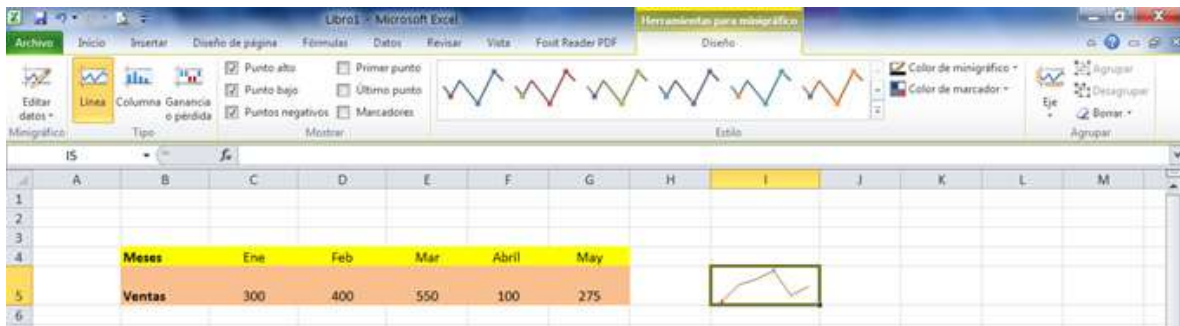 Libro1 - Microsoft Excel
Herramientas para minigráfico
Archivo Inicio Insertar Diseño de página Fórmulas Datos Revisar Vista Foxit Reader PDF Diseño
Editar datos Línea Columna Ganancia o pérdida
Punto alto Primer punto
Punto bajo Último punto
Puntos negativos Marcadores
Color de minigráfico
Color de marcador
Eje
Agrupar
Desagrupar
Borrar
Minigráfico Tipo Mostrar Estilo Agrupar
I5 fx
A B C D E F G H I J K L M
1
2
3
4 Meses Ene Feb Mar Abril May
5 Ventas 300 400 550 100 275
6